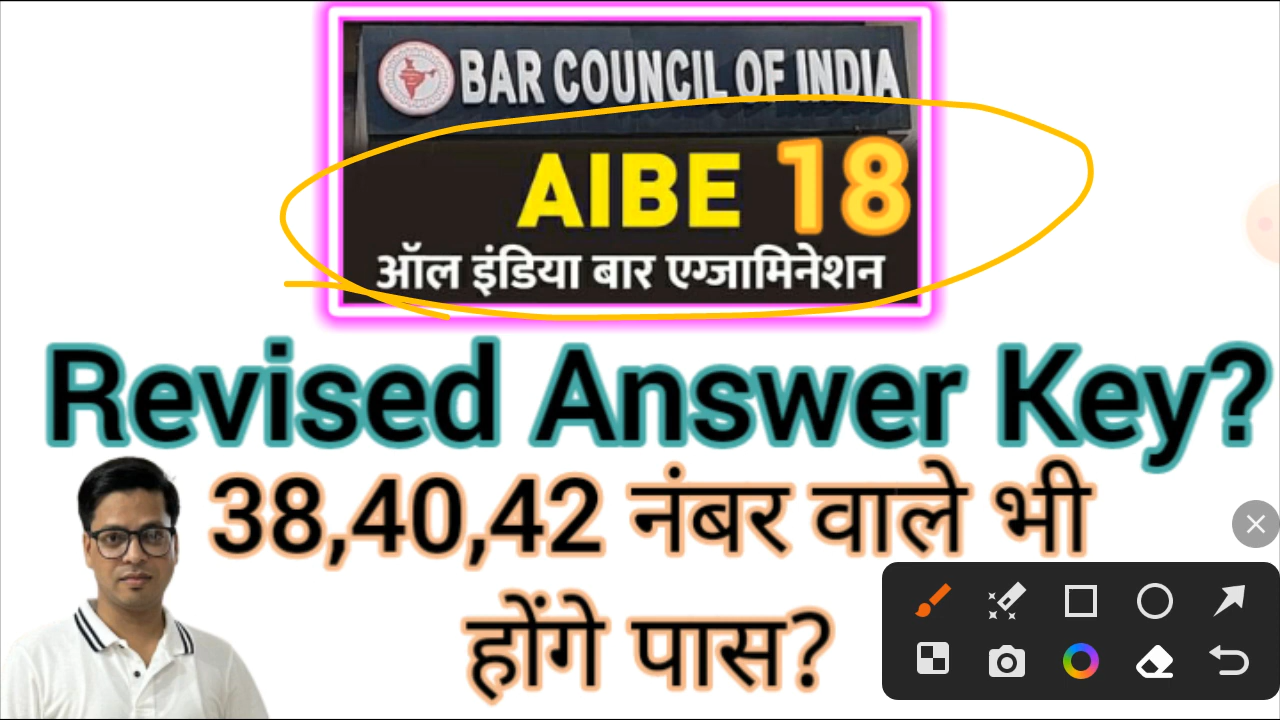 BAR COUNCIL OF INDIA
AIBE 18
ऑल इंडिया बार एग्जामिनेशन
Revised Answer Key?
38,40,42 नंबर वाले भी
होंगे पास?